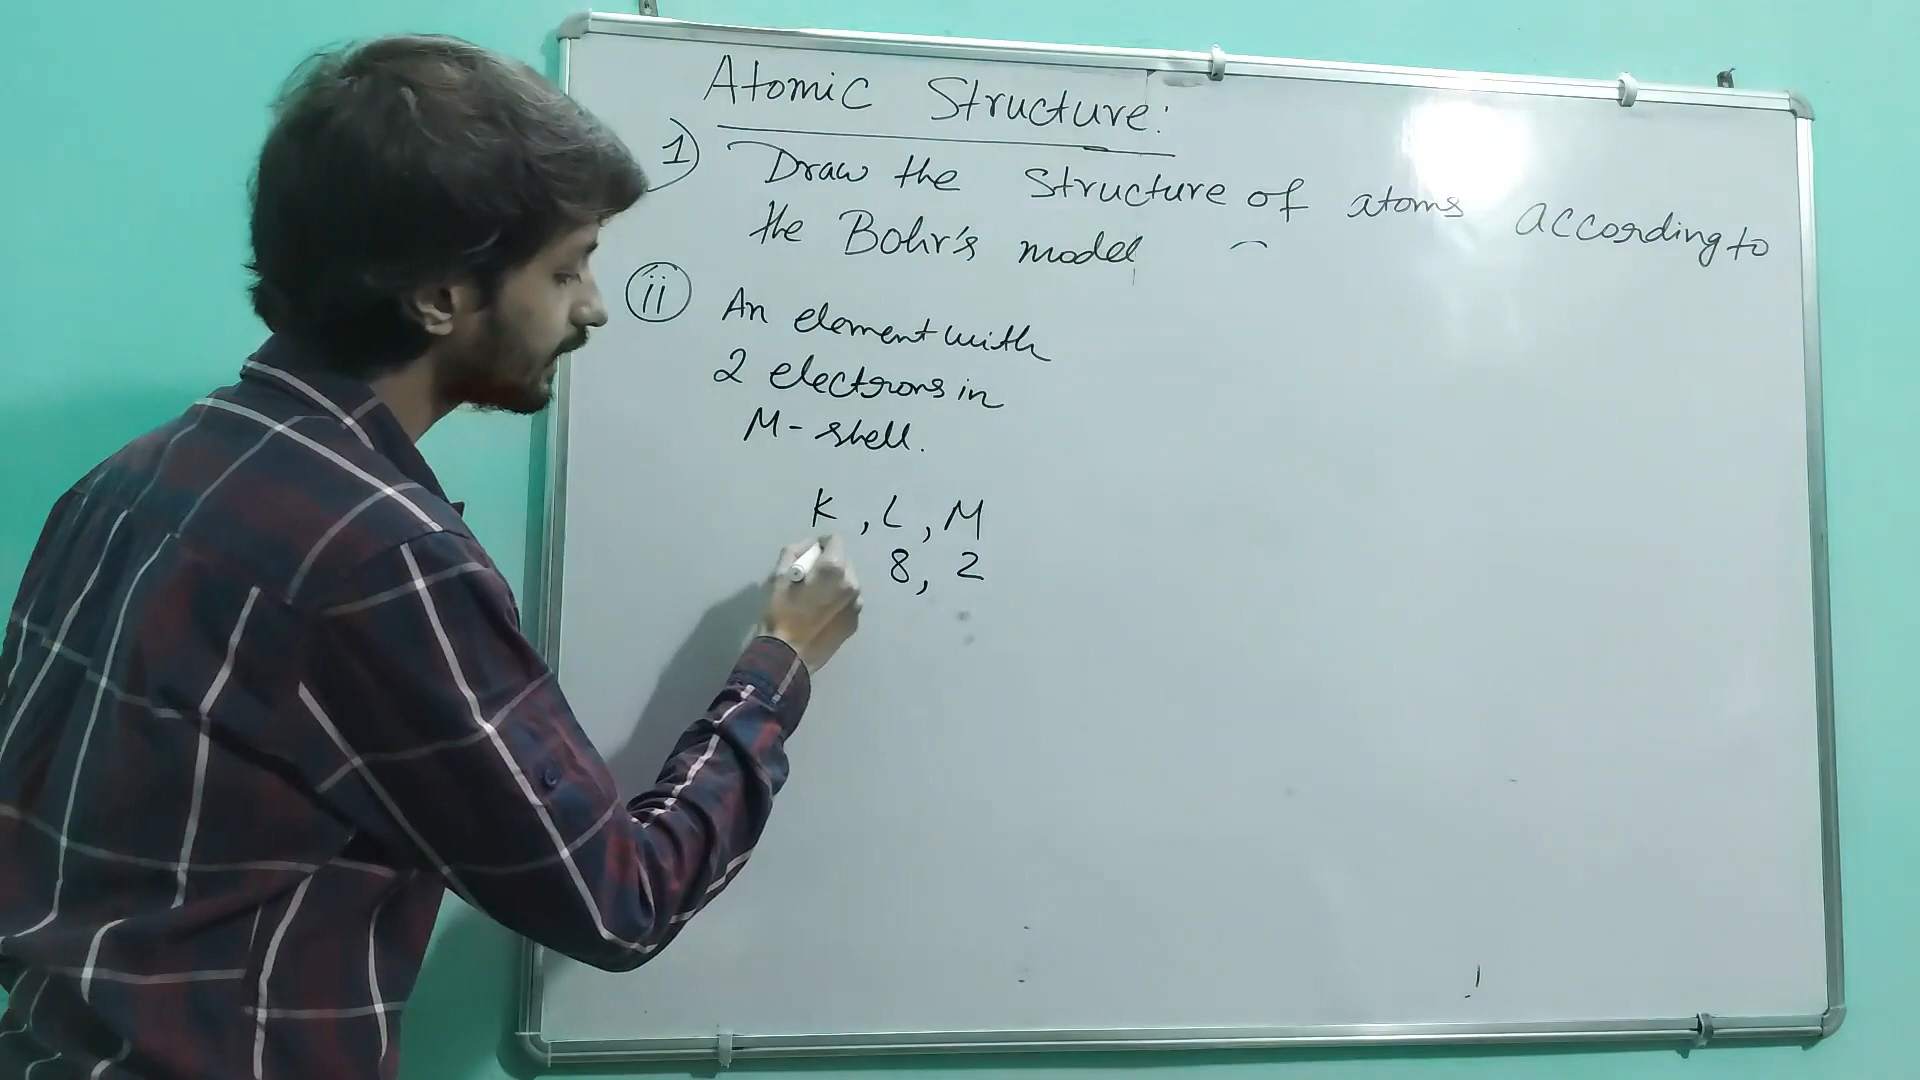 Atomic Structure:
1) Draw the structure of atoms according to
the Bohr's model
ii An element with
2 electrons in
M-shell.
K, L, M
8, 2